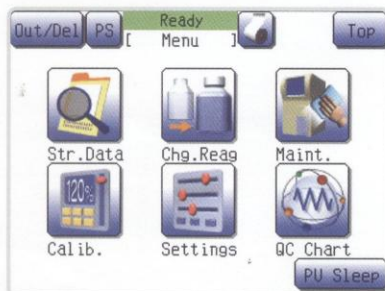 Out/Del PS Ready Top
[ Menu ]
Str.Data Chg.Reag Maint.
120%
Calib. Settings QC Chart
PU Sleep